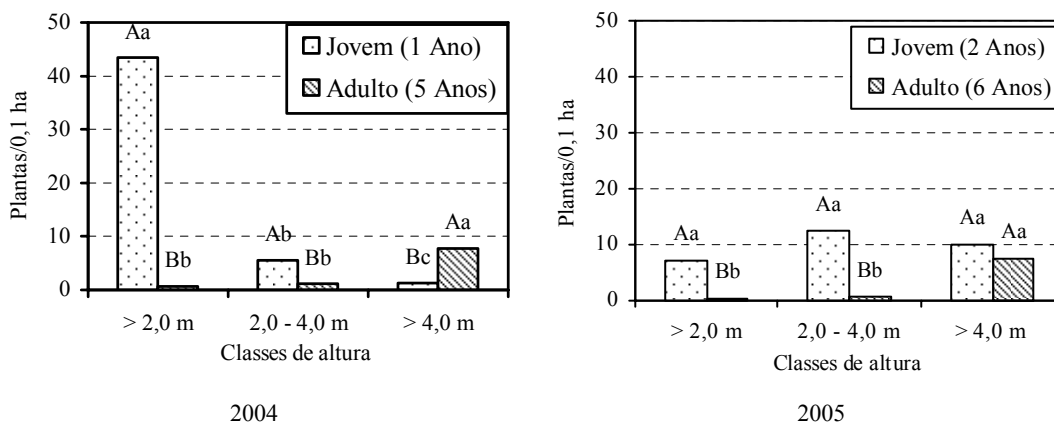 50
40
30
20
10
0
Plantas/0,1 ha
Aa
Bb
Ab
Bb
Bc
Aa
Jovem (1 Ano)
Adulto (5 Anos)
> 2,0 m
2,0 - 4,0 m
> 4,0 m
Classes de altura
2004
50
40
30
20
10
0
Plantas/0,1 ha
Aa
Bb
Aa
Bb
Aa
Aa
Jovem (2 Anos)
Adulto (6 Anos)
> 2,0 m
2,0 - 4,0 m
> 4,0 m
Classes de altura
2005